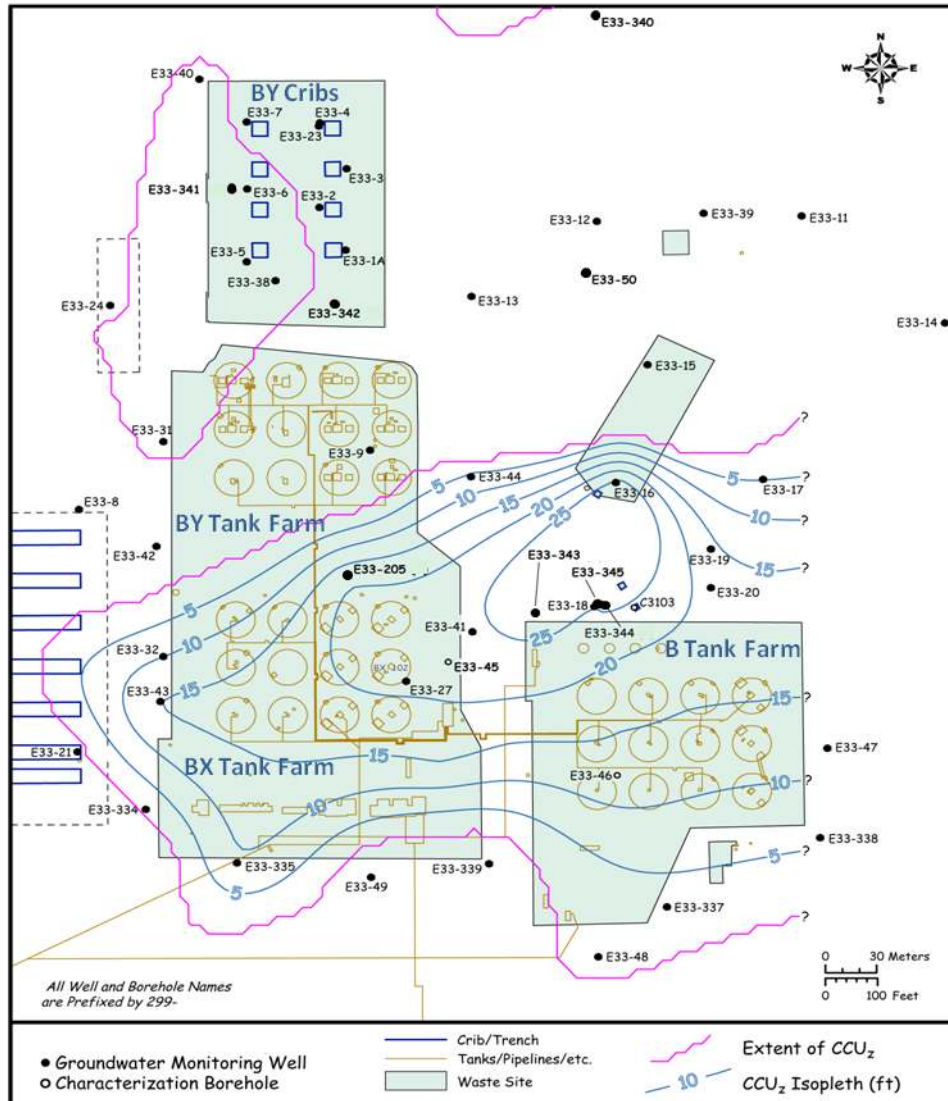 E33-340
N
W E
S
E33-40
BY Cribs
E33-7
E33-4
E33-23
E33-3
E33-341
E33-6
E33-2
E33-12
E33-39
E33-11
E33-5
E33-1A
E33-38
E33-50
E33-24
E33-342
E33-13
E33-14
E33-15
E33-31
E33-9
?
5
E33-44
5
?
10
E33-17
15
E33-16
E33-8
20
10
?
BY Tank Farm
25
E33-42
E33-343
E33-19
15
?
E33-205
E33-345
E33-20
5
E33-18
C3103
E33-41
25
E33-344
E33-32
10
E33-45
B Tank Farm
BX-102
20
E33-43
15
E33-27
15
?
E33-21
15
E33-47
BX Tank Farm
E33-46
10
?
E33-334
10
E33-338
5
?
E33-335
E33-339
5
E33-49
E33-337
?
E33-48
30 Meters
0
0
100 Feet
All Well and Borehole Names
are Prefixed by 299-
Groundwater Monitoring Well
Characterization Borehole
Crib/Trench
Tanks/Pipelines/etc.
Waste Site
Extent of CCUz
10
CCUz Isopleth (ft)